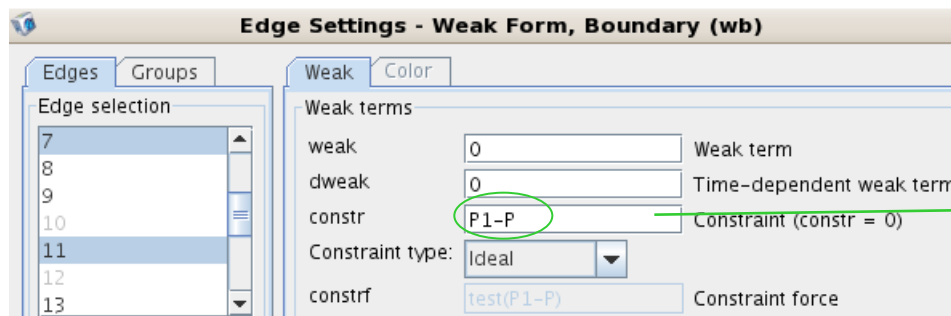 Edge Settings - Weak Form, Boundary (wb)
Edges Groups Weak Color
Edge selection
7
8
9
10
11
12
13
Weak terms
weak 0 Weak term
dweak 0 Time-dependent weak term
constr P1-P Constraint (constr = 0)
Constraint type: Ideal
constrf test(P1-P) Constraint force